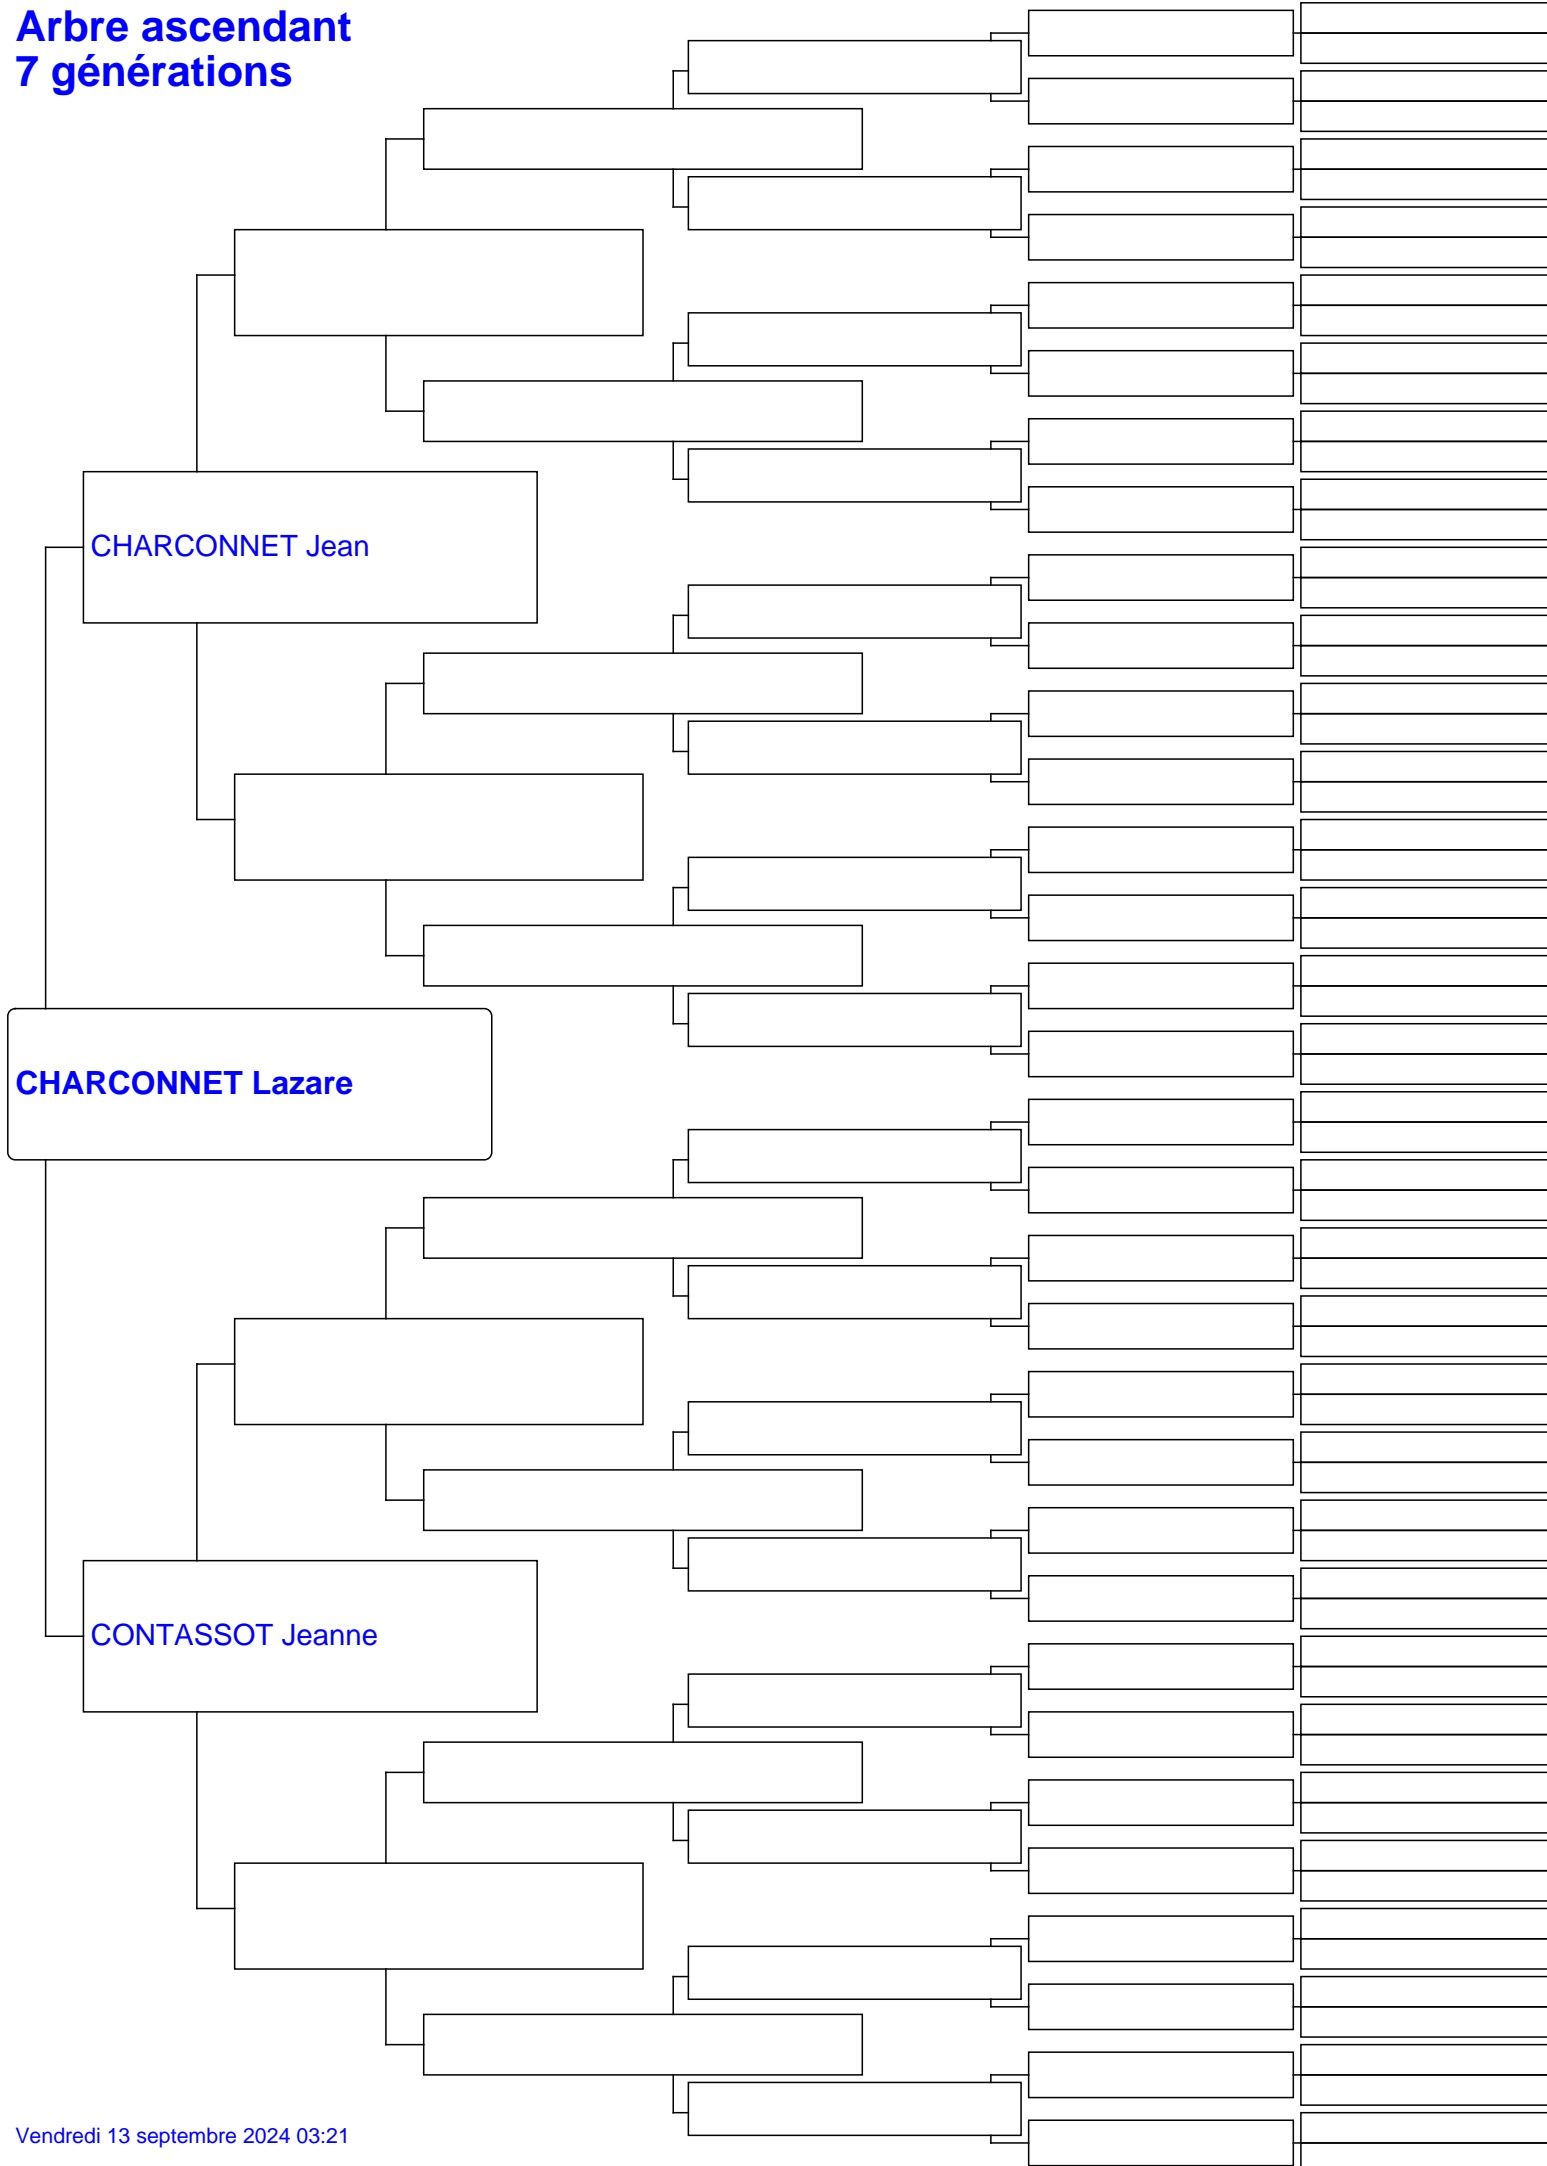 Arbre ascendant
7 générations
CHARCONNET Jean
CHARCONNET Lazare
CONTASSOT Jeanne
Vendredi 13 septembre 2024 03:21